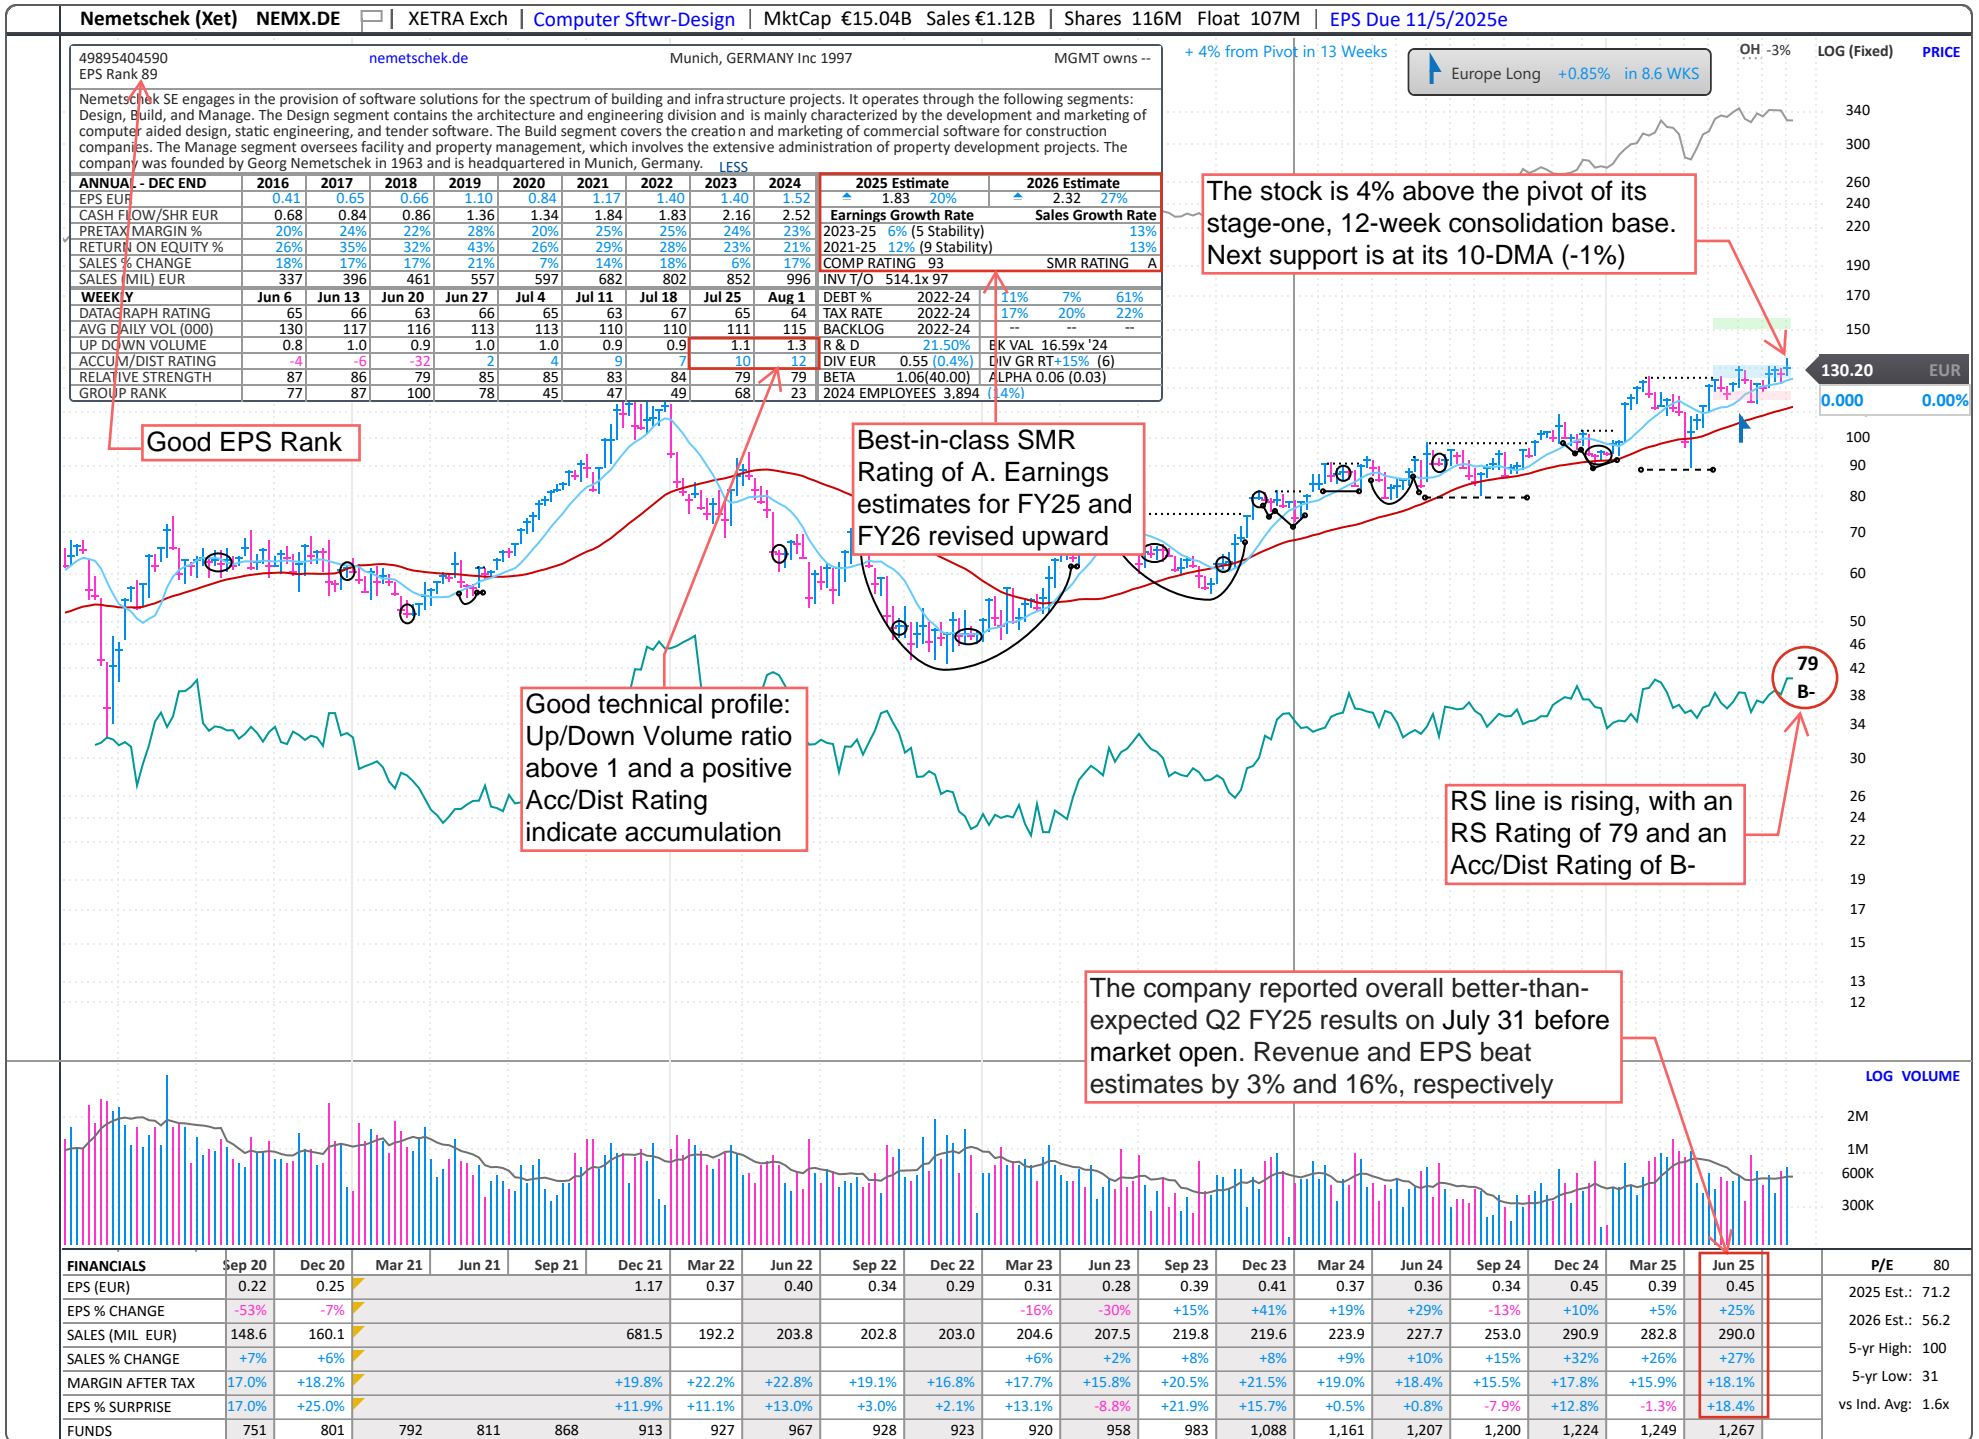 Nemetschek (Xet) NEMX.DE | XETRA Exch | Computer Sftwr-Design | MktCap €15.04B Sales €1.12B | Shares 116M Float 107M | EPS Due 11/5/2025e
49895404590 nemetschek.de Munich, GERMANY Inc 1997 MGMT owns --
EPS Rank 89
Nemetschek SE engages in the provision of software solutions for the spectrum of building and infrastructure projects. It operates through the following segments:
Design, Build, and Manage. The Design segment contains the architecture and engineering division and is mainly characterized by the development and marketing of
computer aided design, static engineering, and tender software. The Build segment covers the creation and marketing of commercial software for construction
companies. The Manage segment oversees facility and property management, which involves the extensive administration of property development projects. The
company was founded by Georg Nemetschek in 1963 and is headquartered in Munich, Germany. LESS
+ 4% from Pivot in 13 Weeks
Europe Long +0.85% in 8.6 WKS
OH -3% LOG (Fixed) PRICE
ANNUAL - DEC END 2016 2017 2018 2019 2020 2021 2022 2023 2024
EPS EUR 0.41 0.65 0.66 1.10 0.84 1.17 1.40 1.40 1.52
CASH FLOW/SHR EUR 0.68 0.84 0.86 1.36 1.34 1.84 1.83 2.16 2.52
PRETAX MARGIN % 20% 24% 22% 28% 20% 25% 25% 24% 23%
RETURN ON EQUITY % 26% 35% 32% 43% 26% 29% 28% 23% 21%
SALES % CHANGE 18% 17% 17% 21% 7% 14% 18% 6% 17%
SALES (MIL) EUR 337 396 461 557 597 682 802 852 996
2025 Estimate 2026 Estimate
1.83 20% 2.32 27%
Earnings Growth Rate Sales Growth Rate
2023-25 6% (5 Stability) 13%
2021-25 12% (9 Stability) 13%
COMP RATING 93 SMR RATING A
INV T/O 514.1x 97
WEEKLY Jun 6 Jun 13 Jun 20 Jun 27 Jul 4 Jul 11 Jul 18 Jul 25 Aug 1
DATAGRAPH RATING 65 66 63 66 65 63 67 65 64
AVG DAILY VOL (000) 130 117 116 113 113 110 110 111 115
UP DOWN VOLUME 0.8 1.0 0.9 1.0 1.0 0.9 0.9 1.1 1.3
ACCUM/DIST RATING -4 -6 -32 2 4 9 7 10 12
RELATIVE STRENGTH 87 86 79 85 85 83 84 79 79
GROUP RANK 77 87 100 78 45 47 49 68 23
DEBT % 2022-24 11% 7% 61%
TAX RATE 2022-24 17% 20% 22%
BACKLOG 2022-24 -- -- --
R & D 21.50% BK VAL 16.59x '24
DIV EUR 0.55 (0.4%) DIV GR RT +15% (6)
BETA 1.06(40.00) ALPHA 0.06 (0.03)
2024 EMPLOYEES 3,894 (14%)
The stock is 4% above the pivot of its
stage-one, 12-week consolidation base.
Next support is at its 10-DMA (-1%)
Good EPS Rank
Best-in-class SMR
Rating of A. Earnings
estimates for FY25 and
FY26 revised upward
Good technical profile:
Up/Down Volume ratio
above 1 and a positive
Acc/Dist Rating
indicate accumulation
RS line is rising, with an
RS Rating of 79 and an
Acc/Dist Rating of B-
The company reported overall better-than-
expected Q2 FY25 results on July 31 before
market open. Revenue and EPS beat
estimates by 3% and 16%, respectively
340
300
260
240
220
190
170
150
130.20 EUR
0.000 0.00%
100
90
80
70
60
50
46
42
38
34
30
26
24
22
19
17
15
13
12
79
B-
LOG VOLUME
2M
1M
600K
300K
FINANCIALS Sep 20 Dec 20 Mar 21 Jun 21 Sep 21 Dec 21 Mar 22 Jun 22 Sep 22 Dec 22 Mar 23 Jun 23 Sep 23 Dec 23 Mar 24 Jun 24 Sep 24 Dec 24 Mar 25 Jun 25
EPS (EUR) 0.22 0.25 1.17 0.37 0.40 0.34 0.29 0.31 0.28 0.39 0.41 0.37 0.36 0.34 0.45 0.39 0.45
EPS % CHANGE -53% -7% -16% -30% +15% +41% +19% +29% -13% +10% +5% +25%
SALES (MIL EUR) 148.6 160.1 681.5 192.2 203.8 202.8 203.0 204.6 207.5 219.8 219.6 223.9 227.7 253.0 290.9 282.8 290.0
SALES % CHANGE +7% +6% +6% +2% +8% +8% +9% +10% +15% +32% +26% +27%
MARGIN AFTER TAX 17.0% +18.2% +19.8% +22.2% +22.8% +19.1% +16.8% +17.7% +15.8% +20.5% +21.5% +19.0% +18.4% +15.5% +17.8% +15.9% +18.1%
EPS % SURPRISE 17.0% +25.0% +11.9% +11.1% +13.0% +3.0% +2.1% +13.1% -8.8% +21.9% +15.7% +0.5% +0.8% -7.9% +12.8% -1.3% +18.4%
FUNDS 751 801 792 811 868 913 927 967 928 923 920 958 983 1,088 1,161 1,207 1,200 1,224 1,249 1,267
P/E 80
2025 Est.: 71.2
2026 Est.: 56.2
5-yr High: 100
5-yr Low: 31
vs Ind. Avg: 1.6x